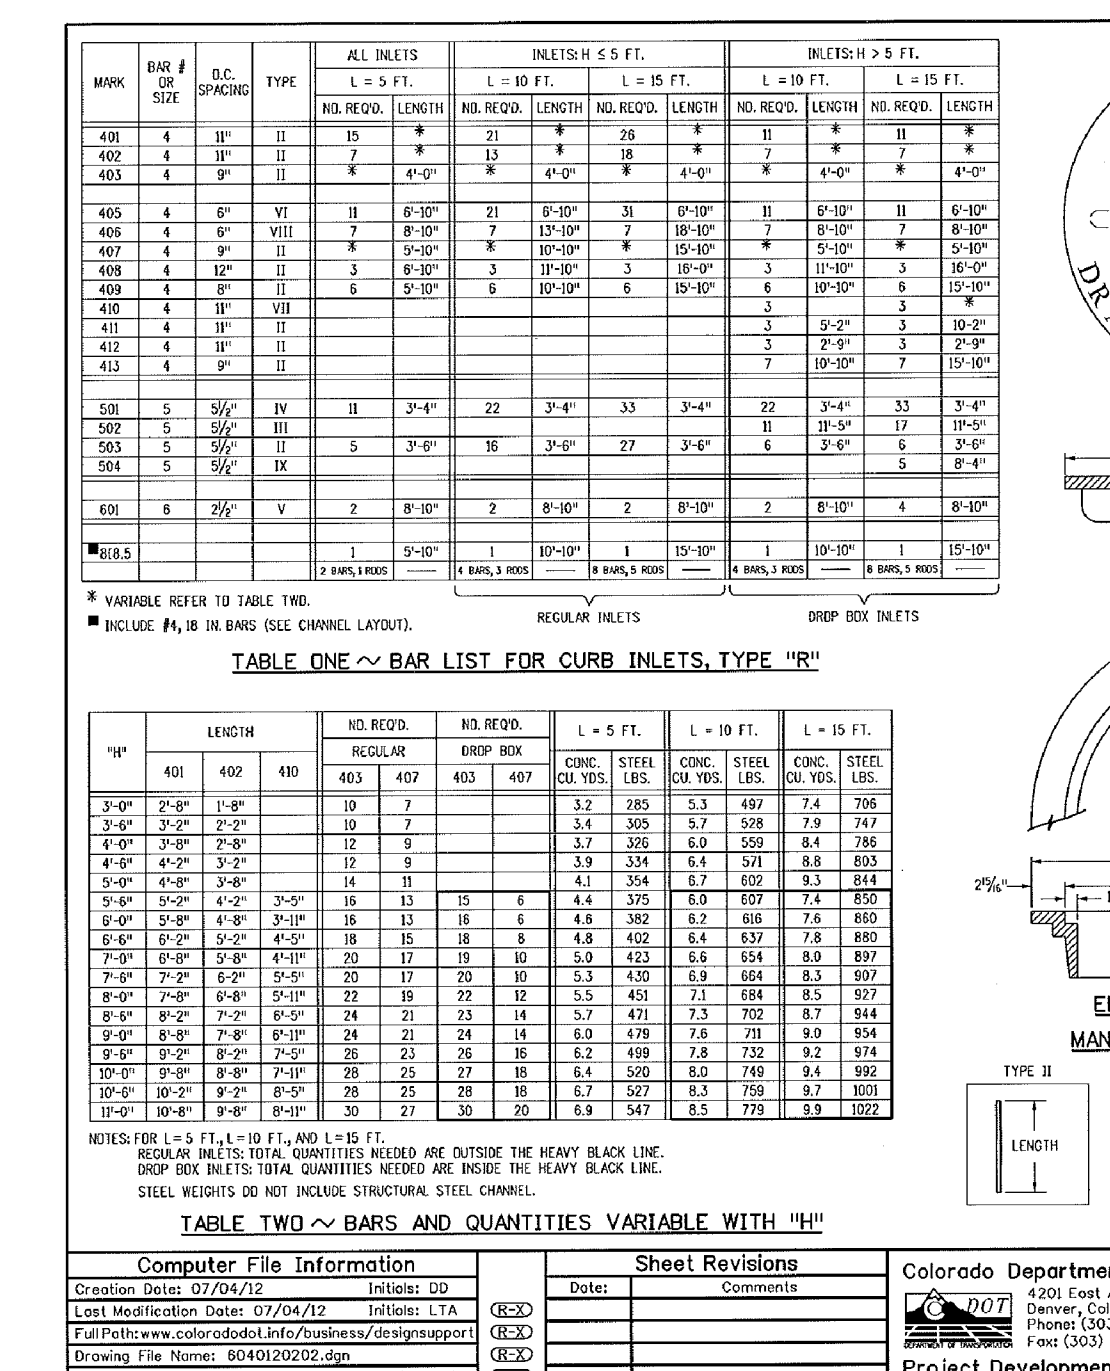 MARK BAR # OR SIZE O.C. SPACING TYPE ALL INLETS INLETS: H ≤ 5 FT. INLETS: H > 5 FT.
L = 5 FT. L = 10 FT. L = 15 FT. L = 10 FT. L = 15 FT.
NO. REQ'D. LENGTH NO. REQ'D. LENGTH NO. REQ'D. LENGTH NO. REQ'D. LENGTH NO. REQ'D. LENGTH
401 4 11" II 15 * 21 * 26 * 11 * 11 *
402 4 11" II 7 * 13 * 18 * 7 * 7 *
403 4 9" II * 4'-0" * 4'-0" * 4'-0" * 4'-0" * 4'-0"
405 4 6" VI 11 6'-10" 21 6'-10" 31 6'-10" 11 6'-10" 11 6'-10"
406 4 6" VIII 7 8'-10" 7 13'-10" 7 18'-10" 7 8'-10" 7 8'-10"
407 4 9" II * 5'-10" * 10'-10" * 15'-10" * 5'-10" * 5'-10"
408 4 12" II 3 6'-10" 3 11'-10" 3 16'-0" 3 11'-10" 3 16'-0"
409 4 8" II 6 5'-10" 6 10'-10" 6 15'-10" 6 10'-10" 6 15'-10"
410 4 11" VII 3 3 *
411 4 11" II 3 5'-2" 3 10-2"
412 4 11" II 3 2'-9" 3 2'-9"
413 4 9" II 7 10'-10" 7 15'-10"
501 5 5½" IV 11 3'-4" 22 3'-4" 33 3'-4" 22 3'-4" 33 3'-4"
502 5 5½" III 11 11'-5" 17 11'-5"
503 5 5½" II 5 3'-6" 16 3'-6" 27 3'-6" 6 3'-6" 6 3'-6"
504 5 5½" IX 5 8'-4"
601 6 2½" V 2 8'-10" 2 8'-10" 2 8'-10" 2 8'-10" 4 8'-10"
■8[8.5 1 5'-10" 1 10'-10" 1 15'-10" 1 10'-10" 1 15'-10"
2 BARS, 1 RODS — 4 BARS, 3 RODS — 8 BARS, 5 RODS — 4 BARS, 3 RODS — 8 BARS, 5 RODS —
* VARIABLE REFER TO TABLE TWO.
REGULAR INLETS DROP BOX INLETS
■ INCLUDE #4, 18 IN. BARS (SEE CHANNEL LAYOUT).
TABLE ONE ~ BAR LIST FOR CURB INLETS, TYPE "R"
"H" LENGTH NO. REQ'D. NO. REQ'D. L = 5 FT. L = 10 FT. L = 15 FT.
REGULAR DROP BOX
401 402 410 403 407 403 407 CONC. CU. YDS. STEEL LBS. CONC. CU. YDS. STEEL LBS. CONC. CU. YDS. STEEL LBS.
3'-0" 2'-8" 1'-8" 10 7 3.2 285 5.3 497 7.4 706
3'-6" 3'-2" 2'-2" 10 7 3.4 305 5.7 528 7.9 747
4'-0" 3'-8" 2'-8" 12 9 3.7 326 6.0 559 8.4 786
4'-6" 4'-2" 3'-2" 12 9 3.9 334 6.4 571 8.8 803
5'-0" 4'-8" 3'-8" 14 11 4.1 354 6.7 602 9.3 844
5'-6" 5'-2" 4'-2" 3'-5" 16 13 15 6 4.4 375 6.0 607 7.4 850
6'-0" 5'-8" 4'-8" 3'-11" 16 13 16 6 4.6 382 6.2 616 7.6 860
6'-6" 6'-2" 5'-2" 4'-5" 18 15 18 8 4.8 402 6.4 637 7.8 880
7'-0" 6'-8" 5'-8" 4'-11" 20 17 19 10 5.0 423 6.6 654 8.0 897
7'-6" 7'-2" 6-2" 5'-5" 20 17 20 10 5.3 430 6.9 664 8.3 907
8'-0" 7'-8" 6'-8" 5'-11" 22 19 22 12 5.5 451 7.1 684 8.5 927
8'-6" 8'-2" 7'-2" 6'-5" 24 21 23 14 5.7 471 7.3 702 8.7 944
9'-0" 8'-8" 7'-8" 6'-11" 24 21 24 14 6.0 479 7.6 711 9.0 954
9'-6" 9'-2" 8'-2" 7'-5" 26 23 26 16 6.2 499 7.8 732 9.2 974
10'-0" 9'-8" 8'-8" 7'-11" 28 25 27 18 6.4 520 8.0 749 9.4 992
10'-6" 10'-2" 9'-2" 8'-5" 28 25 28 18 6.7 527 8.3 759 9.7 1001
11'-0" 10'-8" 9'-8" 8'-11" 30 27 30 20 6.9 547 8.5 779 9.9 1022
NOTES: FOR L=5 FT., L=10 FT., AND L=15 FT.
REGULAR INLETS: TOTAL QUANTITIES NEEDED ARE OUTSIDE THE HEAVY BLACK LINE.
DROP BOX INLETS: TOTAL QUANTITIES NEEDED ARE INSIDE THE HEAVY BLACK LINE.
STEEL WEIGHTS DO NOT INCLUDE STRUCTURAL STEEL CHANNEL.
TABLE TWO ~ BARS AND QUANTITIES VARIABLE WITH "H"
DR
2 15/16"
MAN
TYPE II
LENGTH
Computer File Information
Creation Date: 07/04/12 Initials: DD
Last Modification Date: 07/04/12 Initials: LTA
Full Path: www.coloradodot.info/business/designsupport
Drawing File Name: 6040120202.dgn
R-X
R-X
R-X
Sheet Revisions
Date: Comments
Colorado Departme
DOT
DEPARTMENT OF TRANSPORTATION
4201 East
Denver, Col
Phone: (303
Fax: (303)
Project Developmen